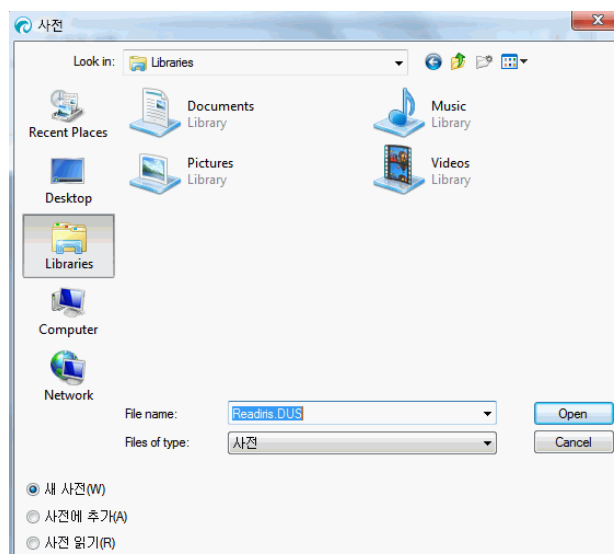 사전
Look in: Libraries
Documents
Library
Music
Library
Pictures
Library
Videos
Library
Recent Places
Desktop
Libraries
Computer
Network
File name: Readiris.DUS Open
Files of type: 사전 Cancel
새 사전(W)
사전에 추가(A)
사전 읽기(R)